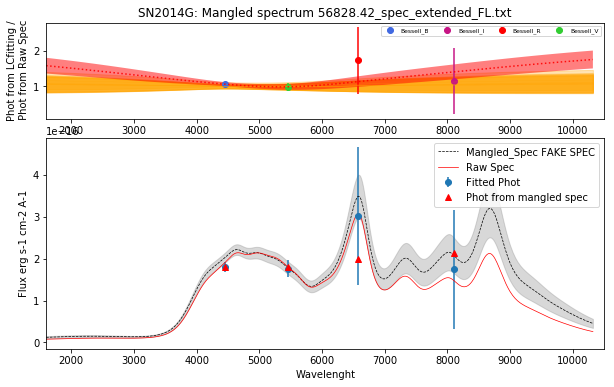 SN2014G: Mangled spectrum 56828.42_spec_extended_FL.txt
Phot from LCfitting /
Phot from Raw Spec
Bessell_B
Bessell_I
Bessell_R
Bessell_V
2
1
2000 3000 4000 5000 6000 7000 8000 9000 10000
Flux erg s-1 cm-2 A-1
Mangled_Spec FAKE SPEC
Raw Spec
Fitted Phot
Phot from mangled spec
4
3
2
1
0
2000 3000 4000 5000 6000 7000 8000 9000 10000
Wavelenght